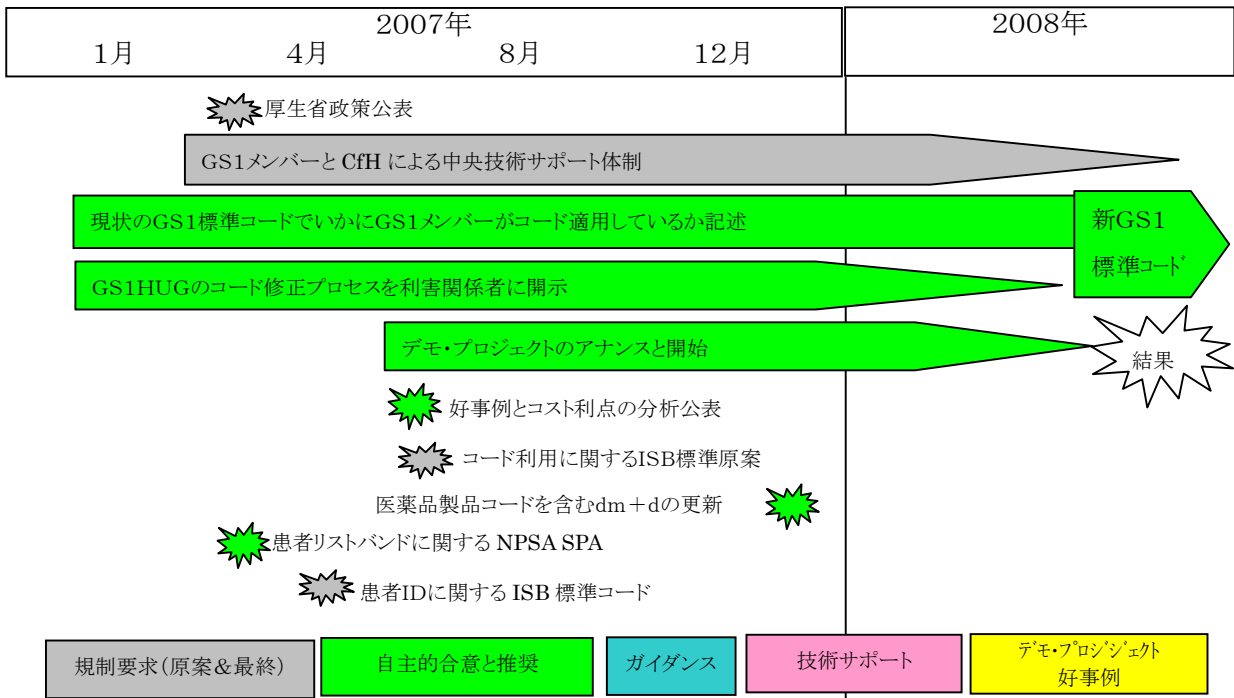 2007年
2008年
1月 4月 8月 12月
厚生省政策公表
GS1メンバーと CfH による中央技術サポート体制
現状のGS1標準コードでいかにGS1メンバーがコード適用しているか記述
新GS1
標準コード
GS1HUGのコード修正プロセスを利害関係者に開示
デモ・プロジェクトのアナンスと開始
結果
好事例とコスト利点の分析公表
コード利用に関するISB標準原案
医薬品製品コードを含むdm+dの更新
患者リストバンドに関する NPSA SPA
患者IDに関する ISB 標準コード
規制要求(原案&最終)
自主的合意と推奨
ガイダンス
技術サポート
デモ・プロジジェクト
好事例